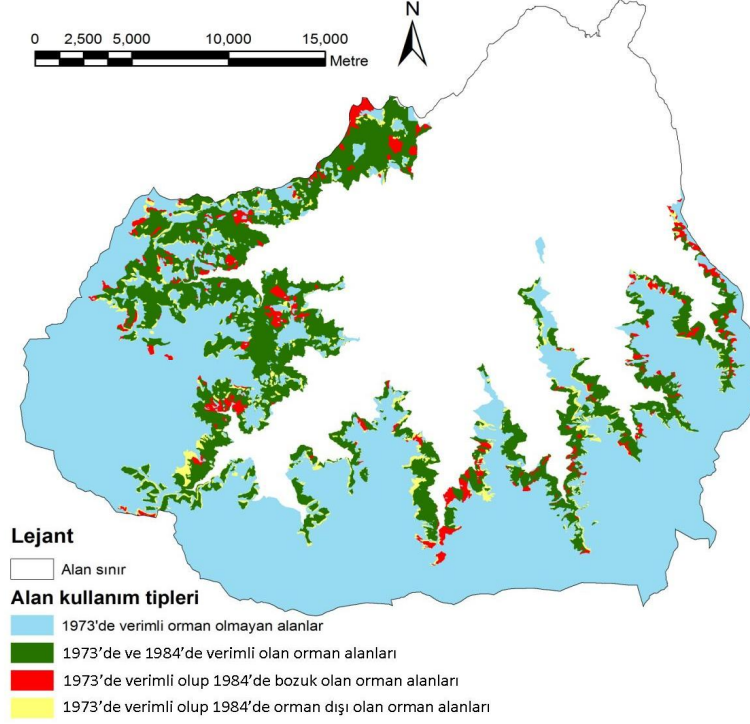 N
0 2,500 5,000 10,000 15,000
Metre
Lejant
Alan sınır
Alan kullanım tipleri
1973'de verimli orman olmayan alanlar
1973'de ve 1984'de verimli olan orman alanları
1973'de verimli olup 1984'de bozuk olan orman alanları
1973'de verimli olup 1984'de orman dışı olan orman alanları